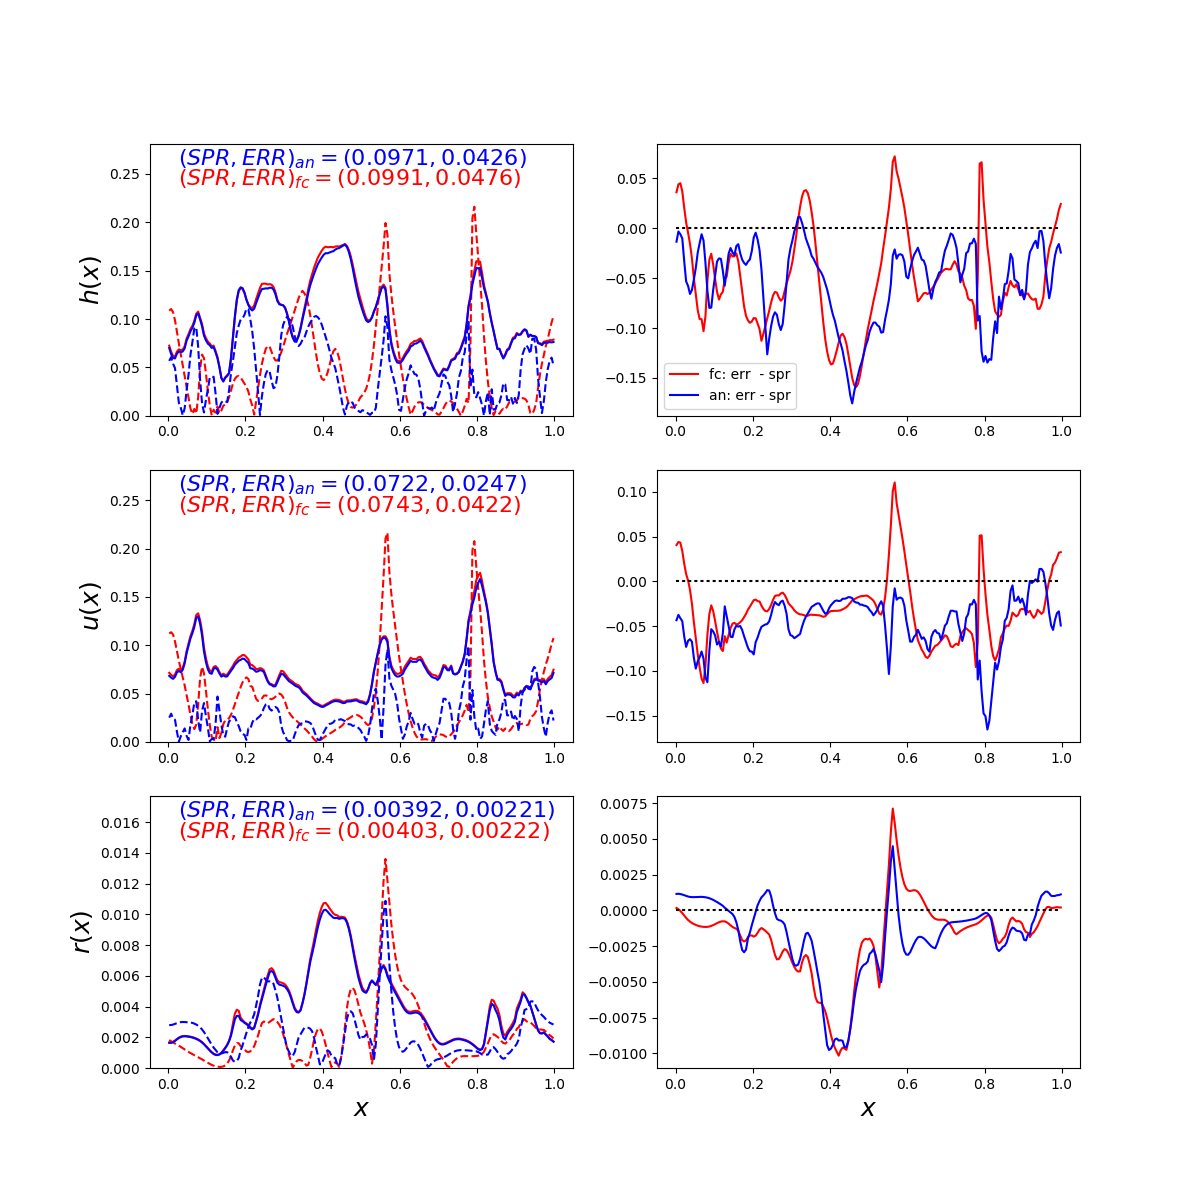 (SPR, ERR)an = (0.0971, 0.0426)
(SPR, ERR)fc = (0.0991, 0.0476)
h(x)
0.25
0.20
0.15
0.10
0.05
0.00
0.0 0.2 0.4 0.6 0.8 1.0
0.05
0.00
−0.05
−0.10
−0.15
fc: err - spr
an: err - spr
0.0 0.2 0.4 0.6 0.8 1.0
(SPR, ERR)an = (0.0722, 0.0247)
(SPR, ERR)fc = (0.0743, 0.0422)
u(x)
0.25
0.20
0.15
0.10
0.05
0.00
0.0 0.2 0.4 0.6 0.8 1.0
0.10
0.05
0.00
−0.05
−0.10
−0.15
0.0 0.2 0.4 0.6 0.8 1.0
(SPR, ERR)an = (0.00392, 0.00221)
(SPR, ERR)fc = (0.00403, 0.00222)
r(x)
0.016
0.014
0.012
0.010
0.008
0.006
0.004
0.002
0.000
0.0 0.2 0.4 0.6 0.8 1.0
x
0.0075
0.0050
0.0025
0.0000
−0.0025
−0.0050
−0.0075
−0.0100
0.0 0.2 0.4 0.6 0.8 1.0
x